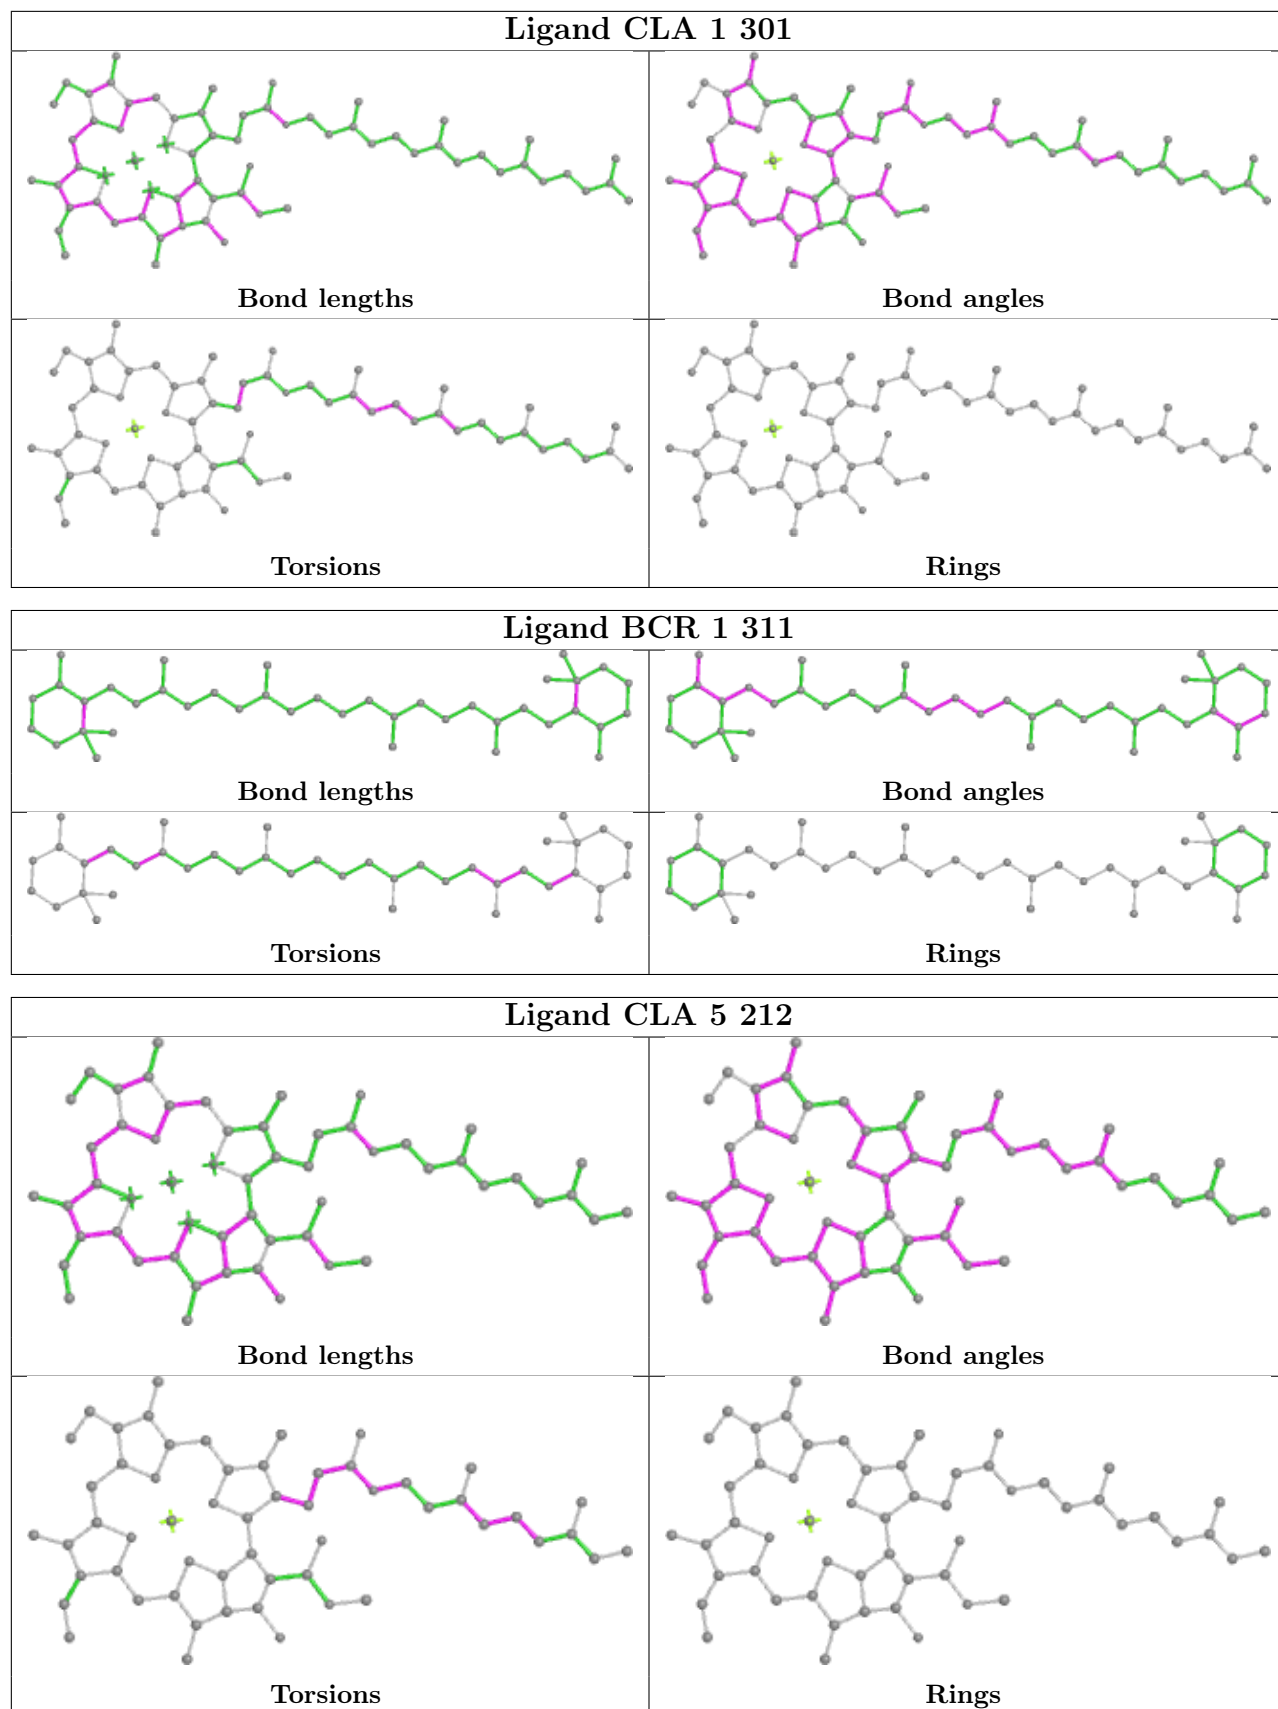 Ligand CLA 1 301
Bond lengths
Bond angles
Torsions
Rings
Ligand BCR 1 311
Bond lengths
Bond angles
Torsions
Rings
Ligand CLA 5 212
Bond lengths
Bond angles
Torsions
Rings